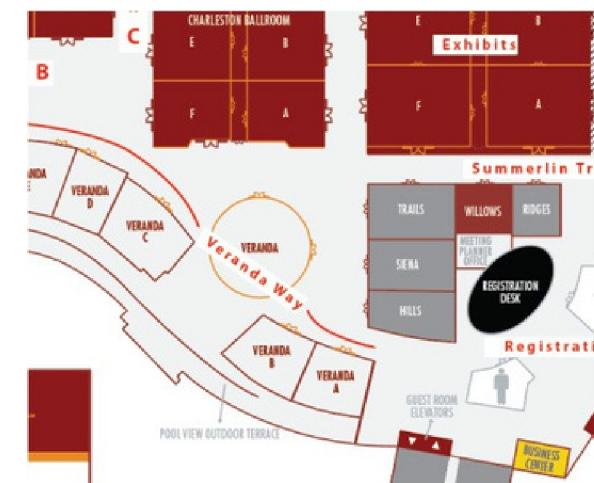 CHARLESTON BALLROOM
C
E
B
E
B
Exhibits
B
F
A
F
A
Summerlin Tr
VERANDA
D
VERANDA
C
VERANDA
Veranda Way
TRAILS
WILLOWS
RIDGES
MEETING
PLANNER
OFFICE
SIENA
REGISTRATION
DESK
HILLS
Registrati
VERANDA
B
VERANDA
A
GUEST ROOM
ELEVATORS
POOL VIEW OUTDOOR TERRACE
BUSINESS
CENTER